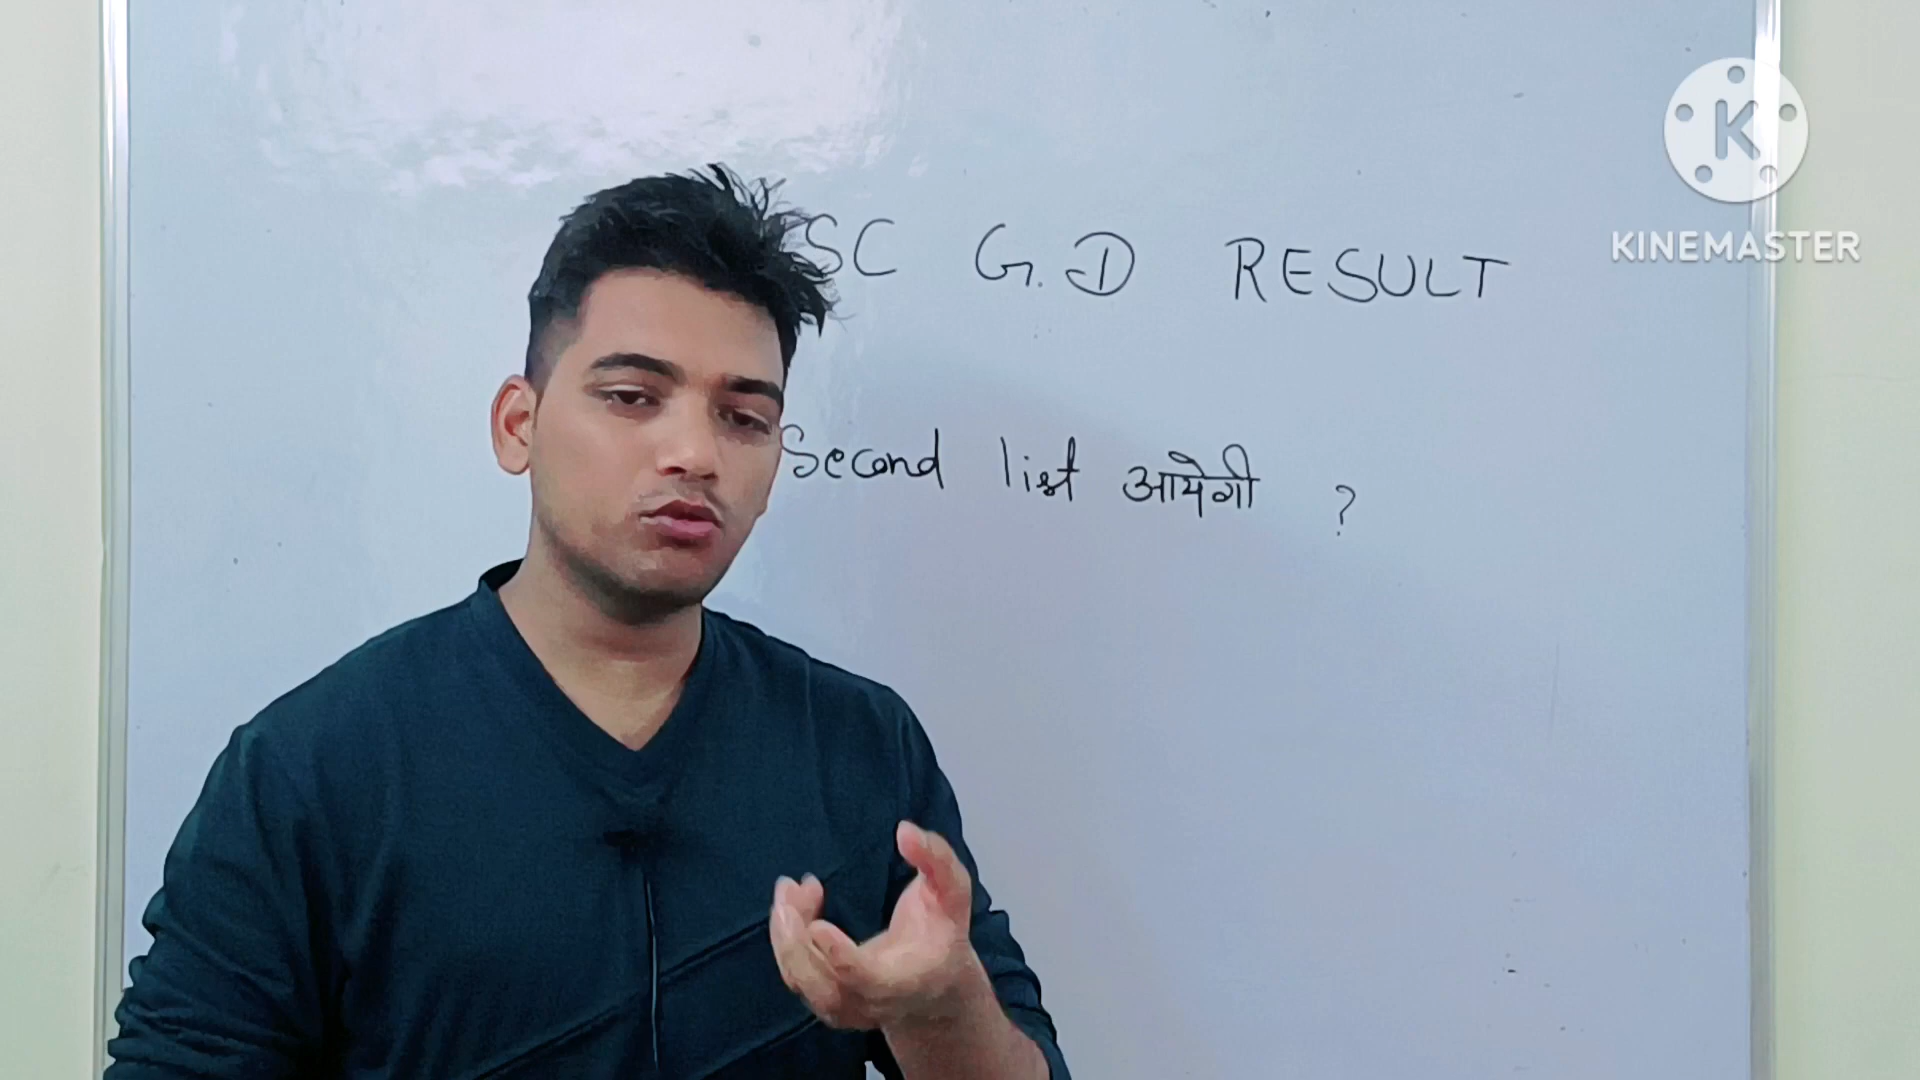 SC G.D RESULT
Second list आयेगी ?
K
KINEMASTER